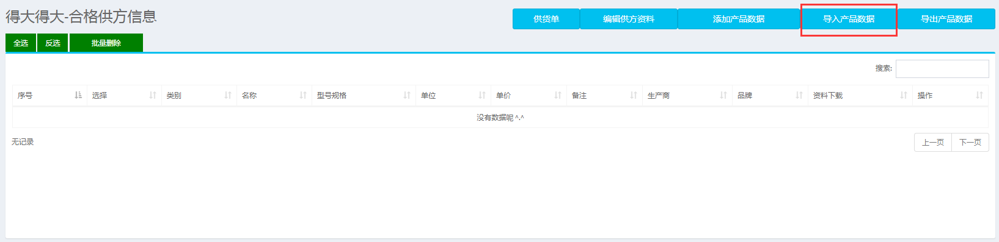 得大得大-合格供方信息
供货单 编辑供方资料 添加产品数据 导入产品数据 导出产品数据
全选 反选 批量删除
搜索:
序号 选择 类别 名称 型号规格 单位 单价 备注 生产商 品牌 资料下载 操作
没有数据呢 ^.^
无记录 上一页 下一页